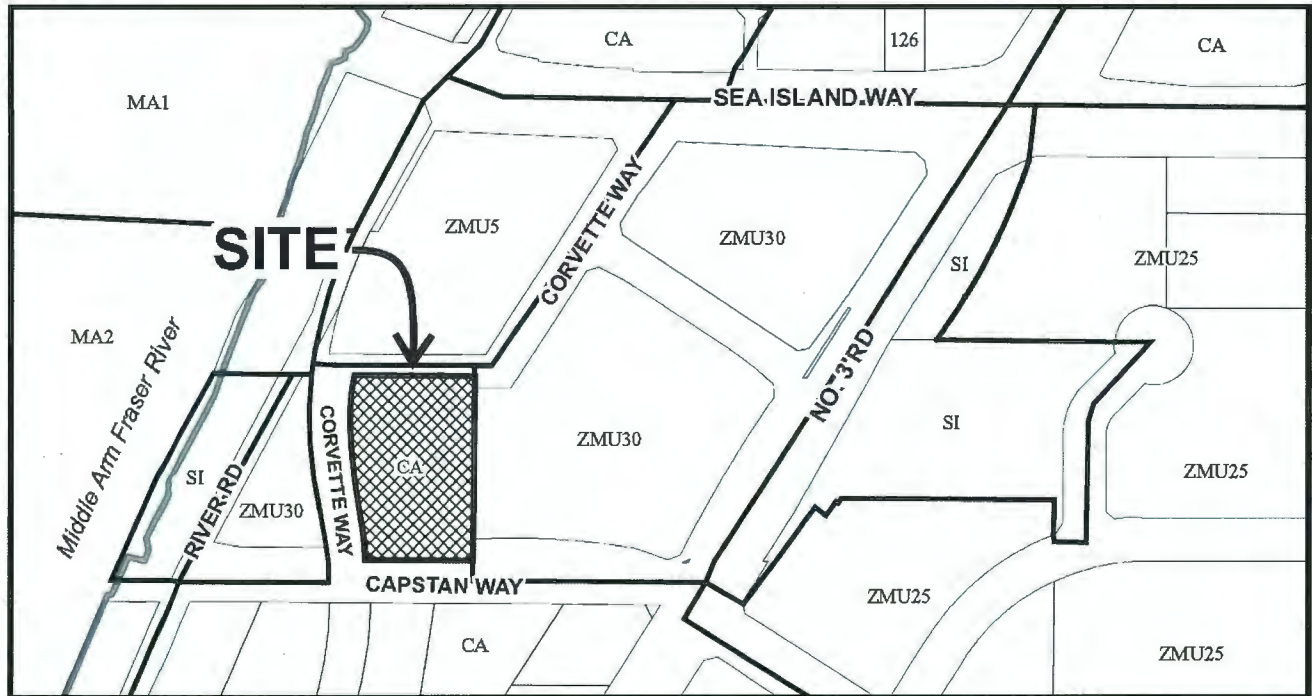 CA
126
CA
MA1
SEA ISLAND WAY
ZMU5
CORVETTE WAY
ZMU30
SITE
SI
ZMU25
MA2
Middle Arm Fraser River
NO. 3 RD
SI
RIVER RD
ZMU30
CORVETTE WAY
CA
ZMU30
SI
ZMU25
CAPSTAN WAY
CA
ZMU25
ZMU25